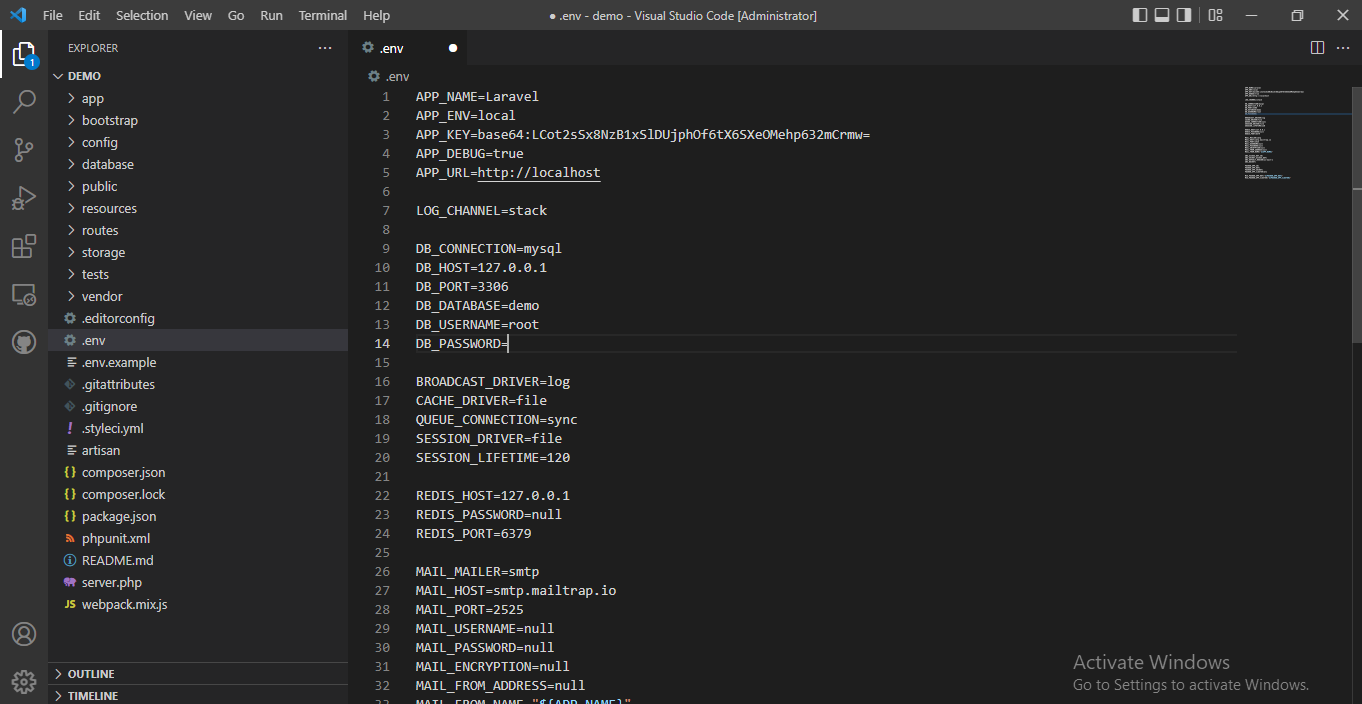 File Edit Selection View Go Run Terminal Help
● .env - demo - Visual Studio Code [Administrator]
EXPLORER
1
DEMO
app
bootstrap
config
database
public
resources
routes
storage
tests
vendor
.editorconfig
.env
.env.example
.gitattributes
.gitignore
! .styleci.yml
artisan
{} composer.json
{} composer.lock
{} package.json
phpunit.xml
README.md
server.php
JS webpack.mix.js
OUTLINE
TIMELINE
.env
.env
1 APP_NAME=Laravel
2 APP_ENV=local
3 APP_KEY=base64:LCot2sSx8NzB1xSlDUjphOf6tX6SXeOMehp632mCrmw=
4 APP_DEBUG=true
5 APP_URL=http://localhost
6
7 LOG_CHANNEL=stack
8
9 DB_CONNECTION=mysql
10 DB_HOST=127.0.0.1
11 DB_PORT=3306
12 DB_DATABASE=demo
13 DB_USERNAME=root
14 DB_PASSWORD=
15
16 BROADCAST_DRIVER=log
17 CACHE_DRIVER=file
18 QUEUE_CONNECTION=sync
19 SESSION_DRIVER=file
20 SESSION_LIFETIME=120
21
22 REDIS_HOST=127.0.0.1
23 REDIS_PASSWORD=null
24 REDIS_PORT=6379
25
26 MAIL_MAILER=smtp
27 MAIL_HOST=smtp.mailtrap.io
28 MAIL_PORT=2525
29 MAIL_USERNAME=null
30 MAIL_PASSWORD=null
31 MAIL_ENCRYPTION=null
32 MAIL_FROM_ADDRESS=null
33 MAIL_FROM_NAME="${APP_NAME}"
Activate Windows
Go to Settings to activate Windows.